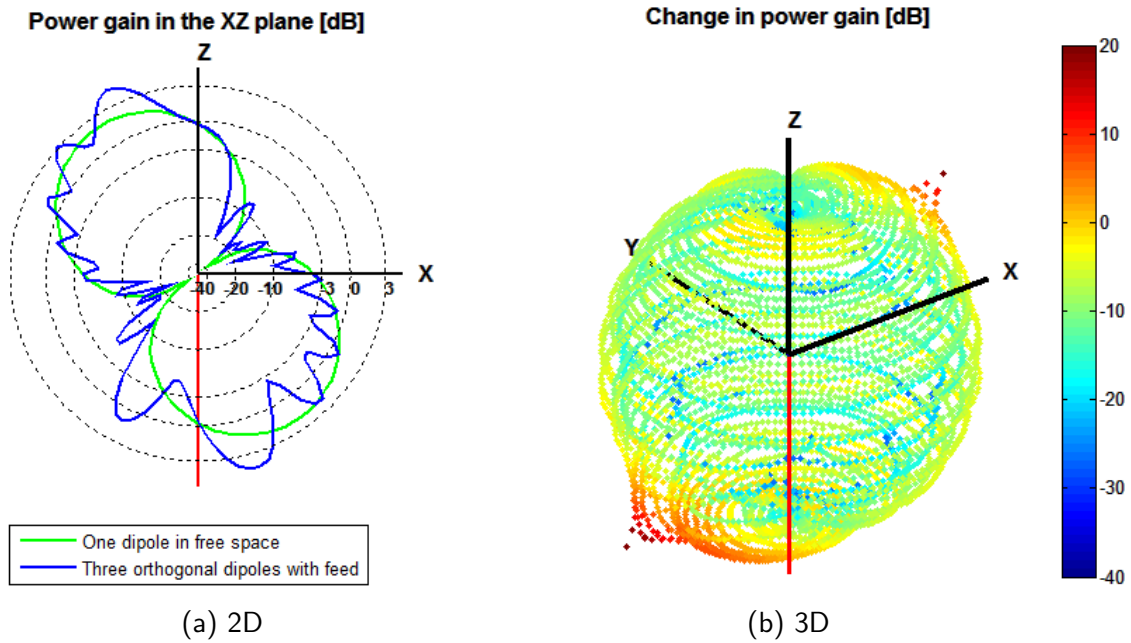 Power gain in the XZ plane [dB]
Z
X
-40 -20 -10 -3 0 3
One dipole in free space
Three orthogonal dipoles with feed
(a) 2D
Change in power gain [dB]
Z
Y
X
20
10
0
-10
-20
-30
-40
(b) 3D